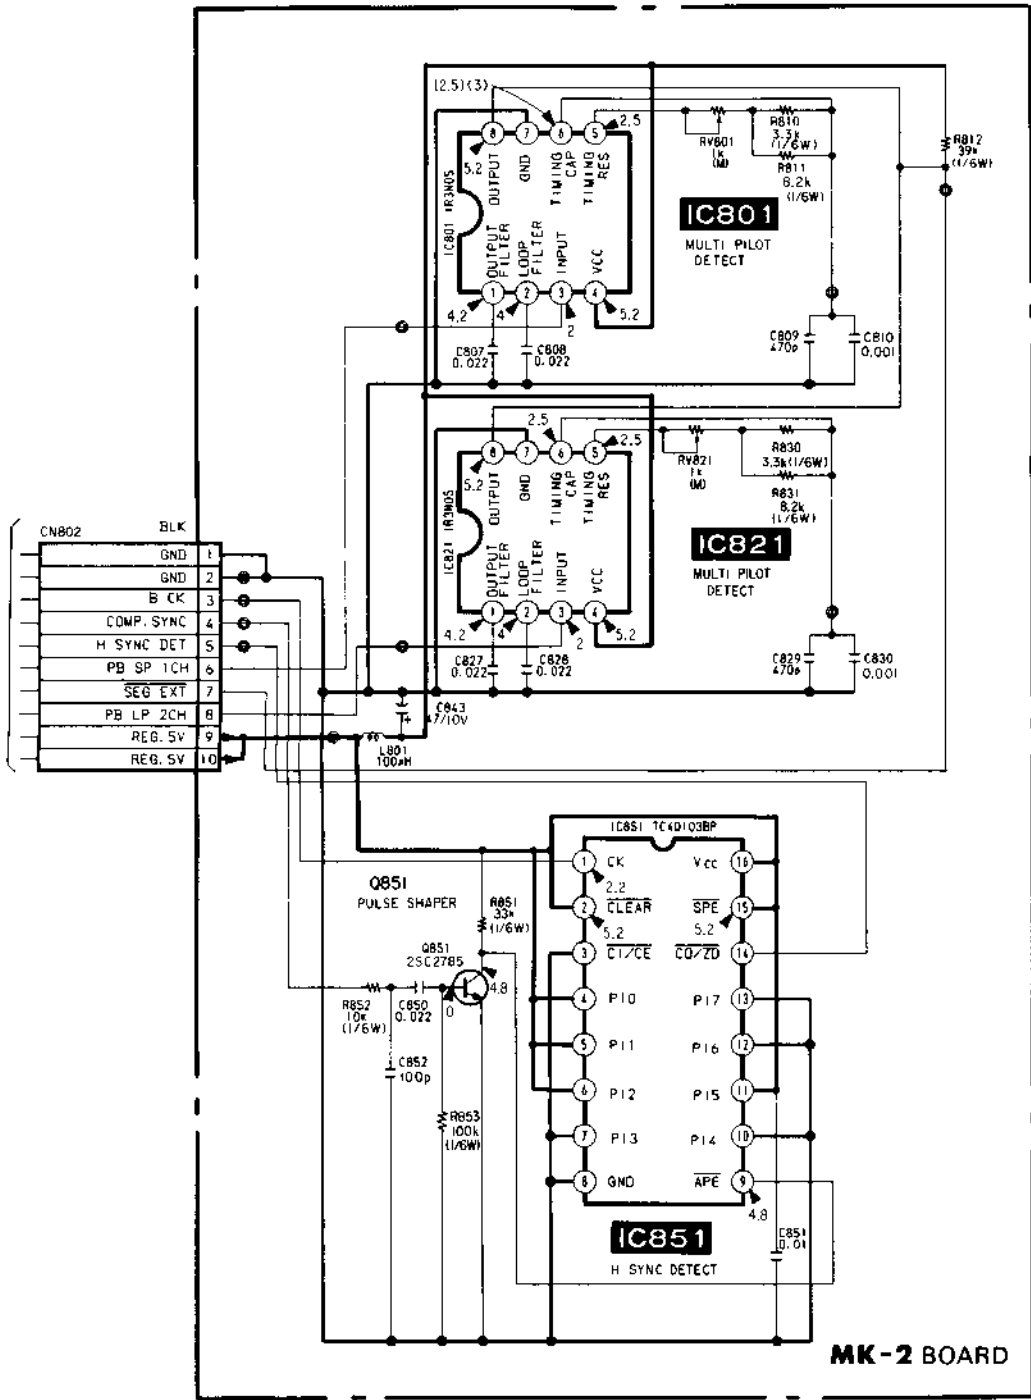 (2.5)(3)
8
7
6
5
2.5
5.2
OUTPUT
GND
TIMING CAP
TIMING RES
IC801 IR3N05
OUTPUT FILTER
LOOP FILTER
INPUT
VCC
1
2
3
4
4.2
4
2
5.2
RV801
1k
(M)
R810
3.3k
(1/6W)
R811
8.2k
(1/6W)
R812
39k
(1/6W)
IC801
MULTI PILOT
DETECT
C807
0.022
C808
0.022
C809
470p
C810
0.001
2.5
8
7
6
5
2.5
5.2
OUTPUT
GND
TIMING CAP
TIMING RES
IC821 IR3N05
OUTPUT FILTER
LOOP FILTER
INPUT
VCC
1
2
3
4
4.2
4
2
5.2
RV821
1k
(M)
R830
3.3k(1/6W)
R831
8.2k
(1/6W)
IC821
MULTI PILOT
DETECT
C827
0.022
C828
0.022
C829
470p
C830
0.001
CN802
BLK
GND 1
GND 2
B CK 3
COMP.SYNC 4
H SYNC DET 5
PB SP 1CH 6
SEG EXT 7
PB LP 2CH 8
REG.5V 9
REG.5V 10
C843
47/10V
L801
100μH
IC851 TC40103BP
1 CK
Vcc 16
2.2
2 CLEAR
SPE 15
5.2
5.2
3 CI/CE
CO/ZD 14
4 PI0
PI7 13
5 PI1
PI6 12
6 PI2
PI5 11
7 PI3
PI4 10
8 GND
APE 9
4.8
Q851
PULSE SHAPER
R851
33k
(1/6W)
Q851
2SC2785
4.8
0
R852
10k
(1/6W)
C850
0.022
C852
100p
R853
100k
(1/6W)
IC851
H SYNC DETECT
C851
0.01
MK-2 BOARD